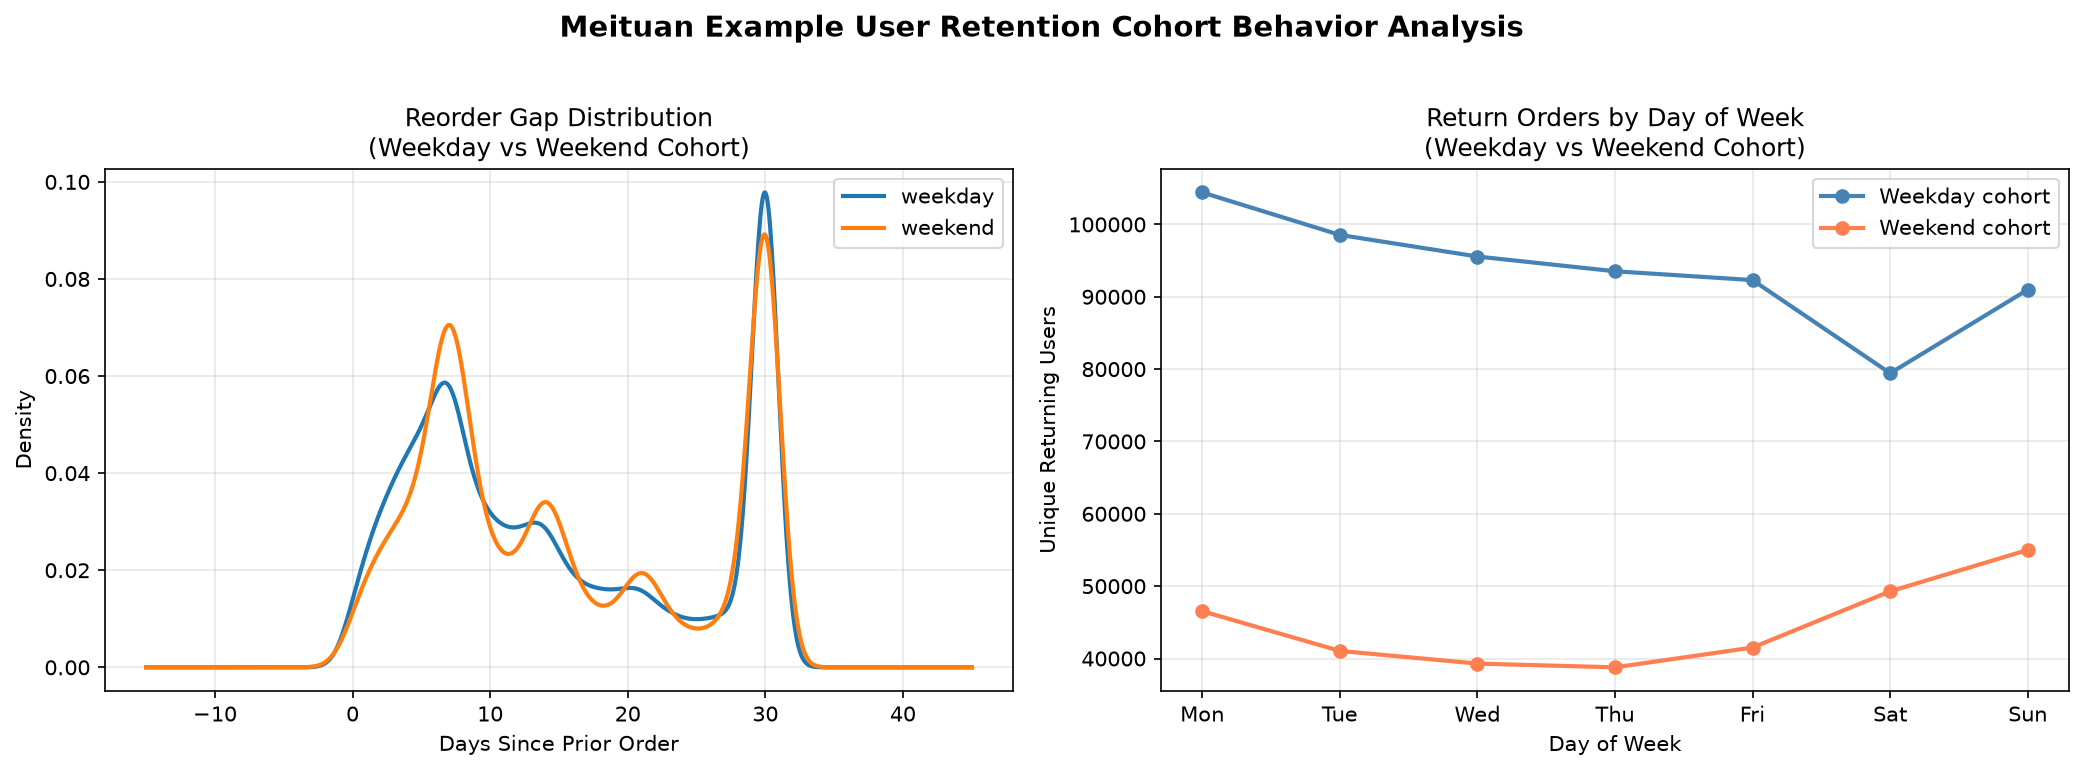 Meituan Example User Retention Cohort Behavior Analysis
Reorder Gap Distribution
(Weekday vs Weekend Cohort)
0.10
0.08
0.06
0.04
0.02
0.00
Density
−10
0
10
20
30
40
Days Since Prior Order
weekday
weekend
Return Orders by Day of Week
(Weekday vs Weekend Cohort)
100000
90000
80000
70000
60000
50000
40000
Unique Returning Users
Mon
Tue
Wed
Thu
Fri
Sat
Sun
Day of Week
Weekday cohort
Weekend cohort